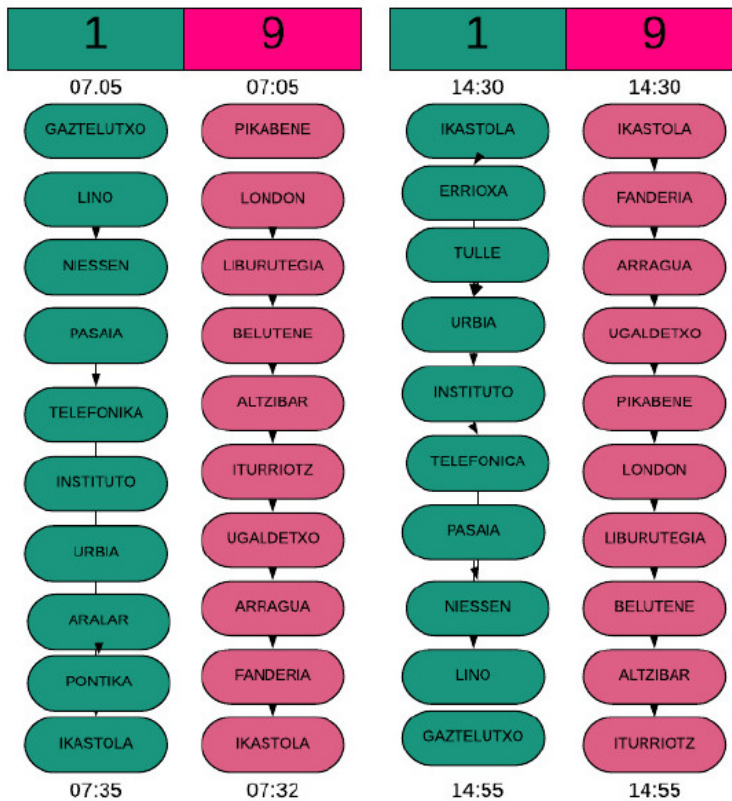 1
07.05
GAZTELUTXO
LINO
NIESSEN
PASAIA
TELEFONIKA
INSTITUTO
URBIA
ARALAR
PONTIKA
IKASTOLA
07:35
9
07:05
PIKABENE
LONDON
LIBURUTEGIA
BELUTENE
ALTZIBAR
ITURRIOTZ
UGALDETXO
ARRAGUA
FANDERIA
IKASTOLA
07:32
1
14:30
IKASTOLA
ERRIOXA
TULLE
URBIA
INSTITUTO
TELEFONICA
PASAIA
NIESSEN
LINO
GAZTELUTXO
14:55
9
14:30
IKASTOLA
FANDERIA
ARRAGUA
UGALDETXO
PIKABENE
LONDON
LIBURUTEGIA
BELUTENE
ALTZIBAR
ITURRIOTZ
14:55